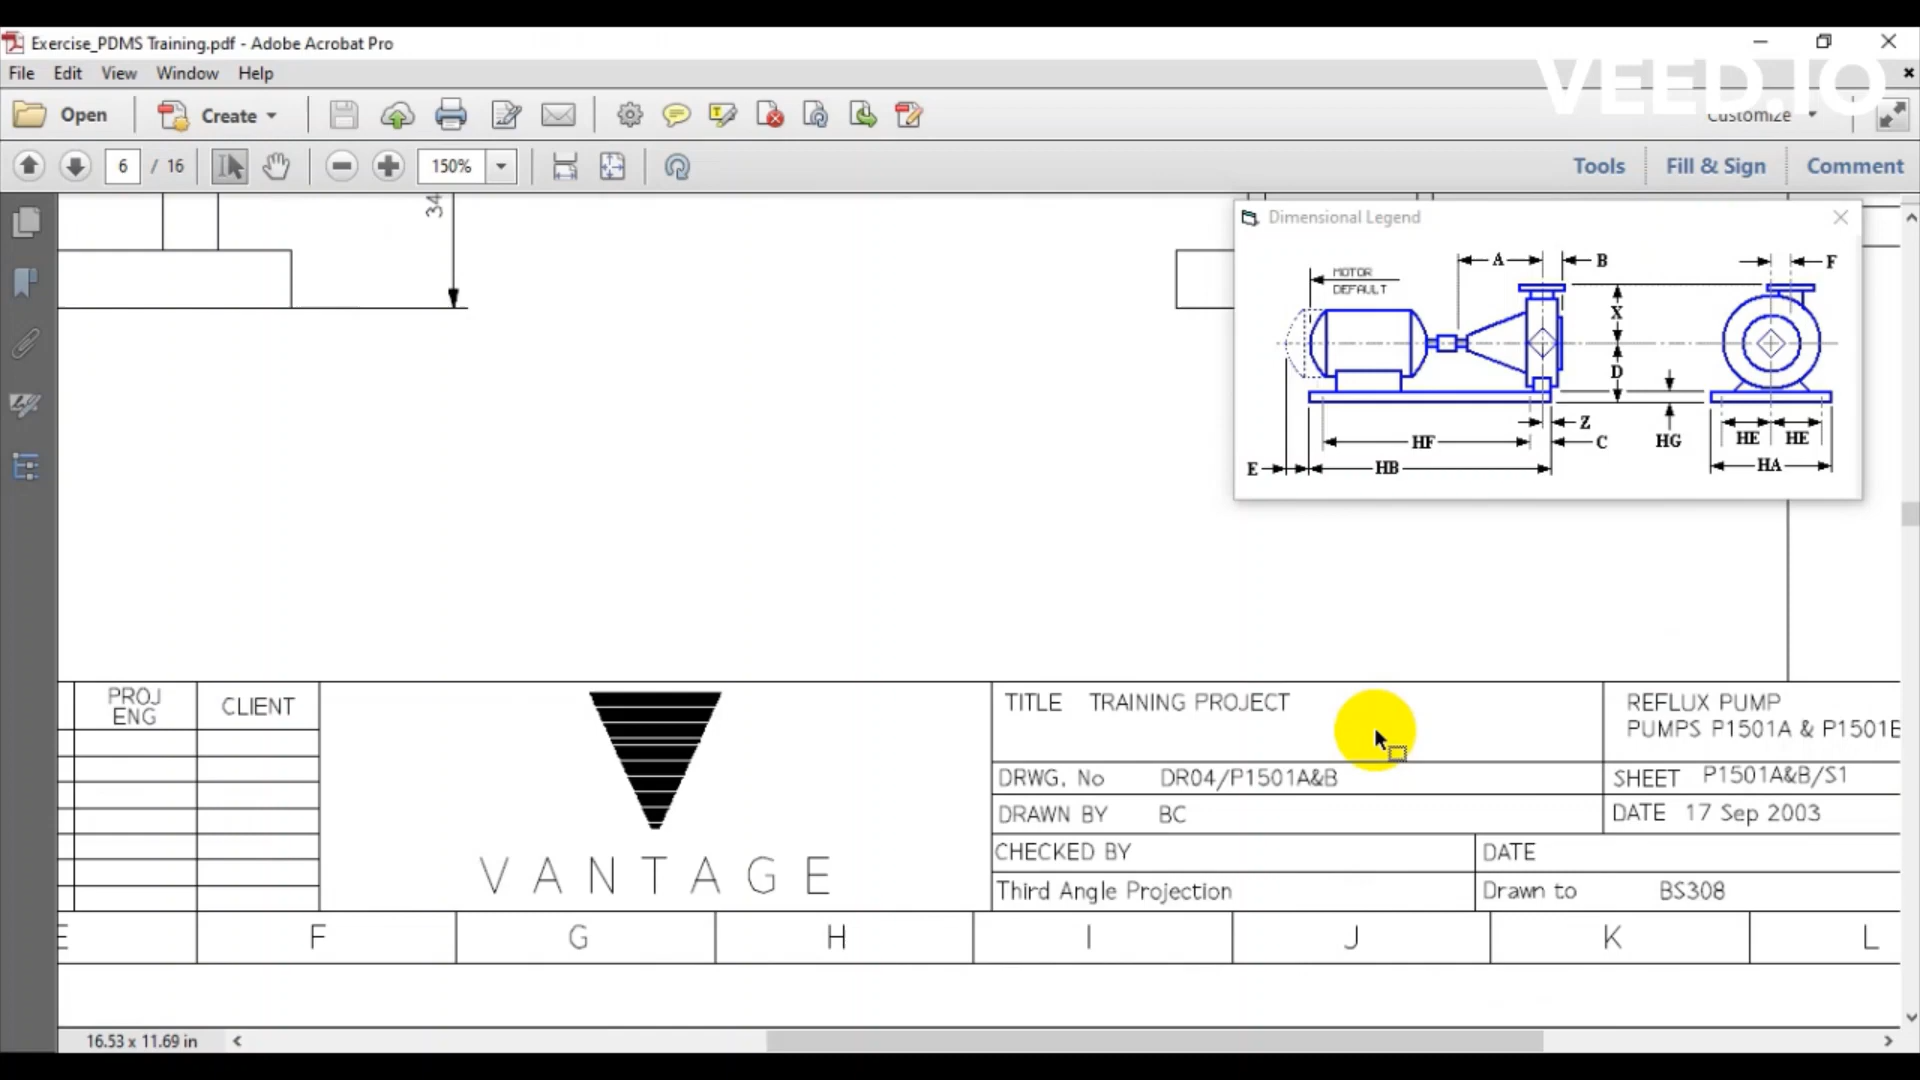 Exercise_PDMS Training.pdf - Adobe Acrobat Pro
File Edit View Window Help
VEED.IO
Open Create Customize
6 / 16 150% Tools Fill & Sign Comment
34
Dimensional Legend
A B F
MOTOR
DEFAULT
X
D
Z
HF C HG HE HE
E HB HA
PROJ
ENG
CLIENT
TITLE TRAINING PROJECT
REFLUX PUMP
PUMPS P1501A & P1501B
DRWG, No DR04/P1501A&B
SHEET P1501A&B/S1
DRAWN BY BC
DATE 17 Sep 2003
CHECKED BY
DATE
Third Angle Projection
Drawn to BS308
VANTAGE
E F G H I J K L
16.53 x 11.69 in